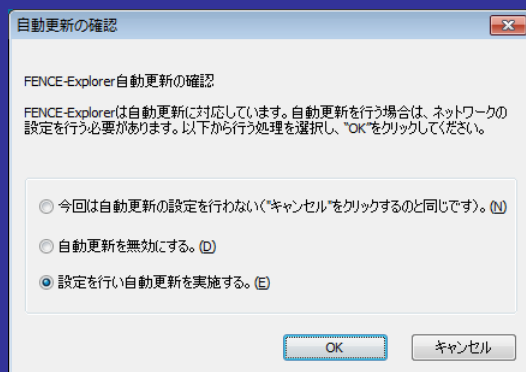 自動更新の確認
FENCE-Explorer自動更新の確認
FENCE-Explorerは自動更新に対応しています。自動更新を行う場合は、ネットワークの
設定を行う必要があります。以下から行う処理を選択し、"OK"をクリックしてください。
今回は自動更新の設定を行わない("キャンセル"をクリックするのと同じです)。(N)
自動更新を無効にする。(D)
設定を行い自動更新を実施する。(E)
OK キャンセル